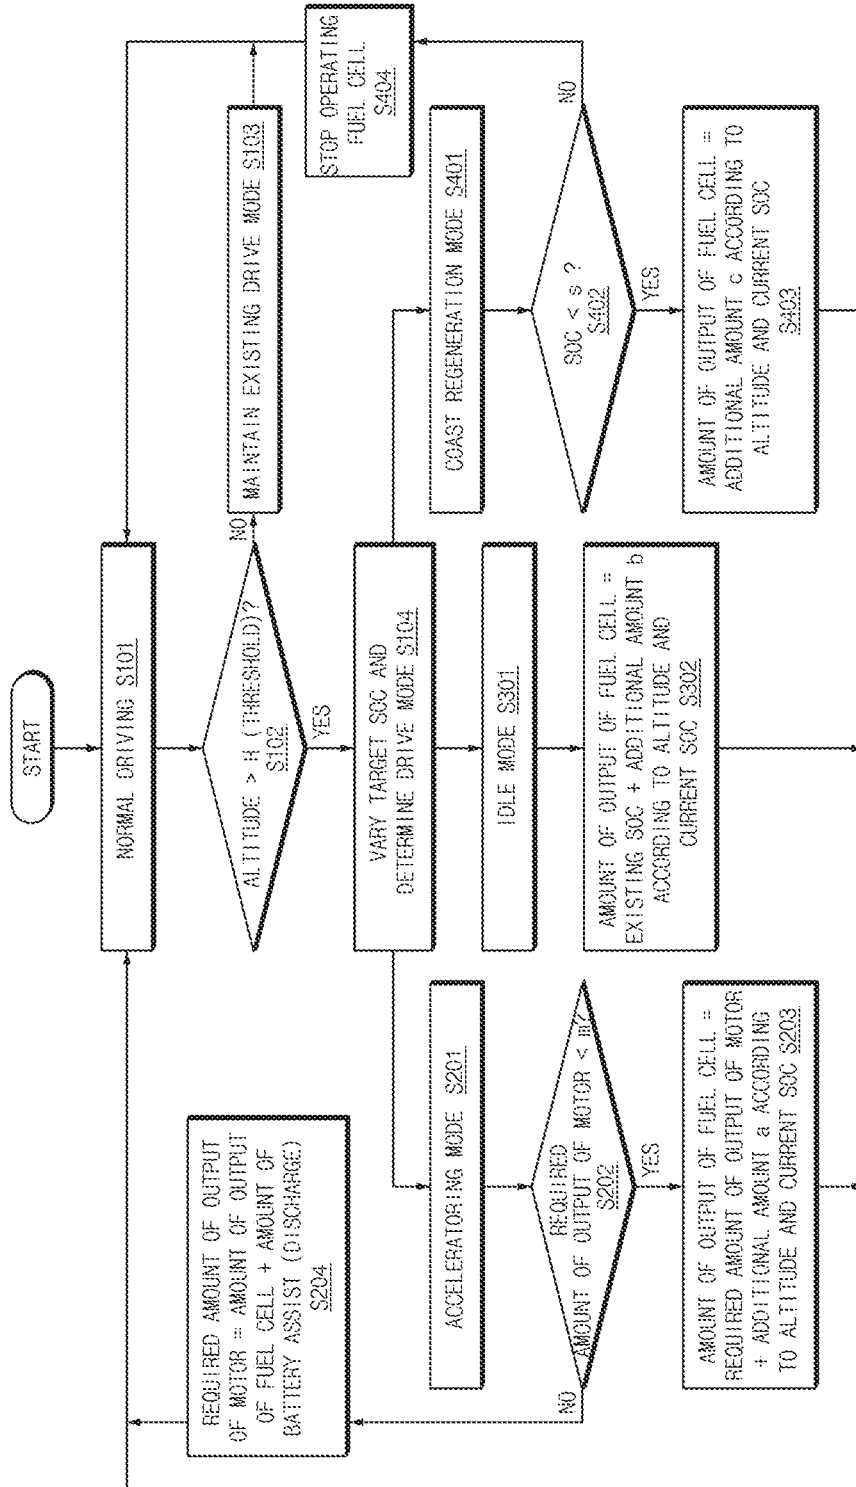 START
NORMAL DRIVING S101
ALTITUDE > H (THRESHOLD)?
S102
NO
YES
MAINTAIN EXISTING DRIVE MODE S103
VARY TARGET SOC AND
DETERMINE DRIVE MODE S104
REQUIRED AMOUNT OF OUTPUT
OF MOTOR = AMOUNT OF OUTPUT
OF FUEL CELL + AMOUNT OF
BATTERY ASSIST (DISCHARGE)
S204
ACCELERATORING MODE S201
REQUIRED
AMOUNT OF OUTPUT OF MOTOR < m?
S202
NO
YES
AMOUNT OF OUTPUT OF FUEL CELL =
REQUIRED AMOUNT OF OUTPUT OF MOTOR
+ ADDITIONAL AMOUNT a ACCORDING
TO ALTITUDE AND CURRENT SOC S203
IDLE MODE S301
AMOUNT OF OUTPUT OF FUEL CELL =
EXISTING SOC + ADDITIONAL AMOUNT b
ACCORDING TO ALTITUDE AND
CURRENT SOC S302
STOP OPERATING
FUEL CELL
S404
COAST REGENERATION MODE S401
SOC < s ?
S402
NO
YES
AMOUNT OF OUTPUT OF FUEL CELL =
ADDITIONAL AMOUNT c ACCORDING TO
ALTITUDE AND CURRENT SOC
S403